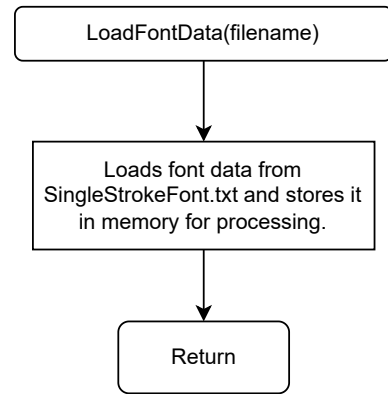 LoadFontData(filename)
Loads font data from
SingleStrokeFont.txt and stores it
in memory for processing.
Return